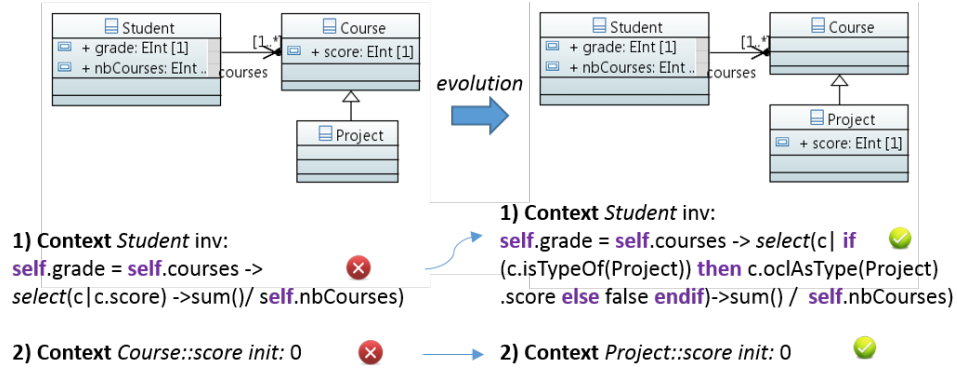 Student
+ grade: EInt [1]
+ nbCourses: EInt ..
[1..*]
courses
Course
+ score: EInt [1]
Project
evolution
Student
+ grade: EInt [1]
+ nbCourses: EInt ..
[1..*]
courses
Course
Project
+ score: EInt [1]
1) Context Student inv:
self.grade = self.courses ->
select(c|c.score) ->sum()/ self.nbCourses)
2) Context Course::score init: 0
1) Context Student inv:
self.grade = self.courses -> select(c| if
(c.isTypeOf(Project)) then c.oclAsType(Project)
.score else false endif)->sum() / self.nbCourses)
2) Context Project::score init: 0